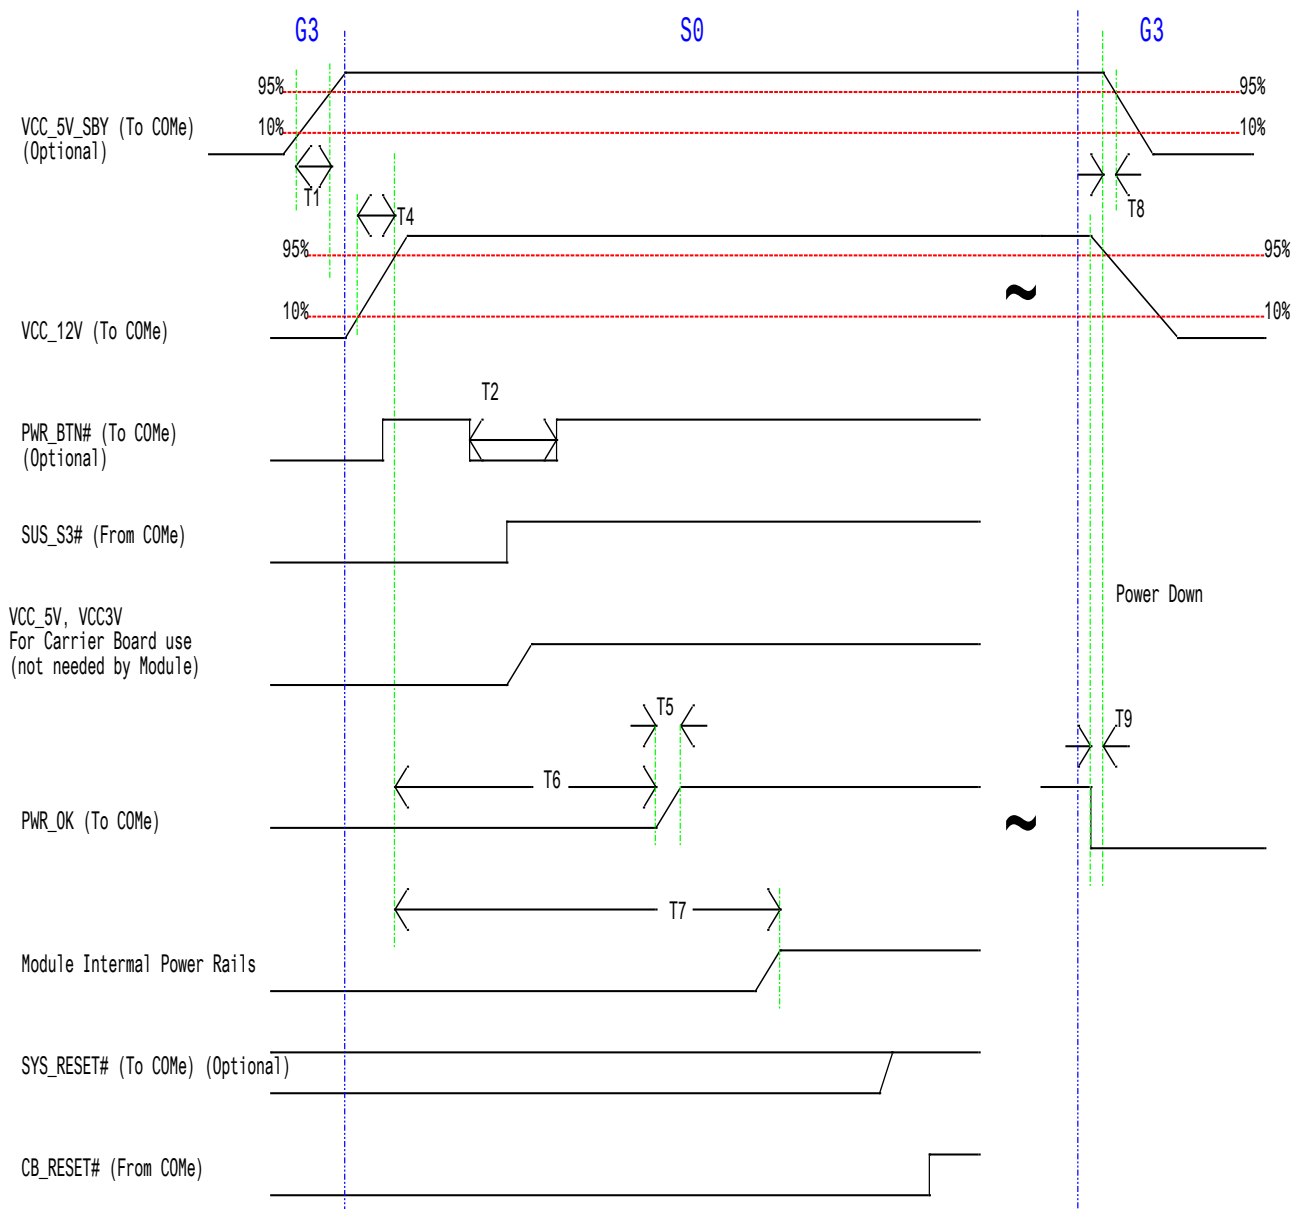 G3
S0
G3
95%
95%
VCC_5V_SBY (To COMe)
(Optional)
10%
10%
T1
T8
T4
95%
95%
~
10%
10%
VCC_12V (To COMe)
T2
PWR_BTN# (To COMe)
(Optional)
SUS_S3# (From COMe)
Power Down
VCC_5V, VCC3V
For Carrier Board use
(not needed by Module)
T5
T9
T6
PWR_OK (To COMe)
~
T7
Module Intermal Power Rails
SYS_RESET# (To COMe) (Optional)
CB_RESET# (From COMe)